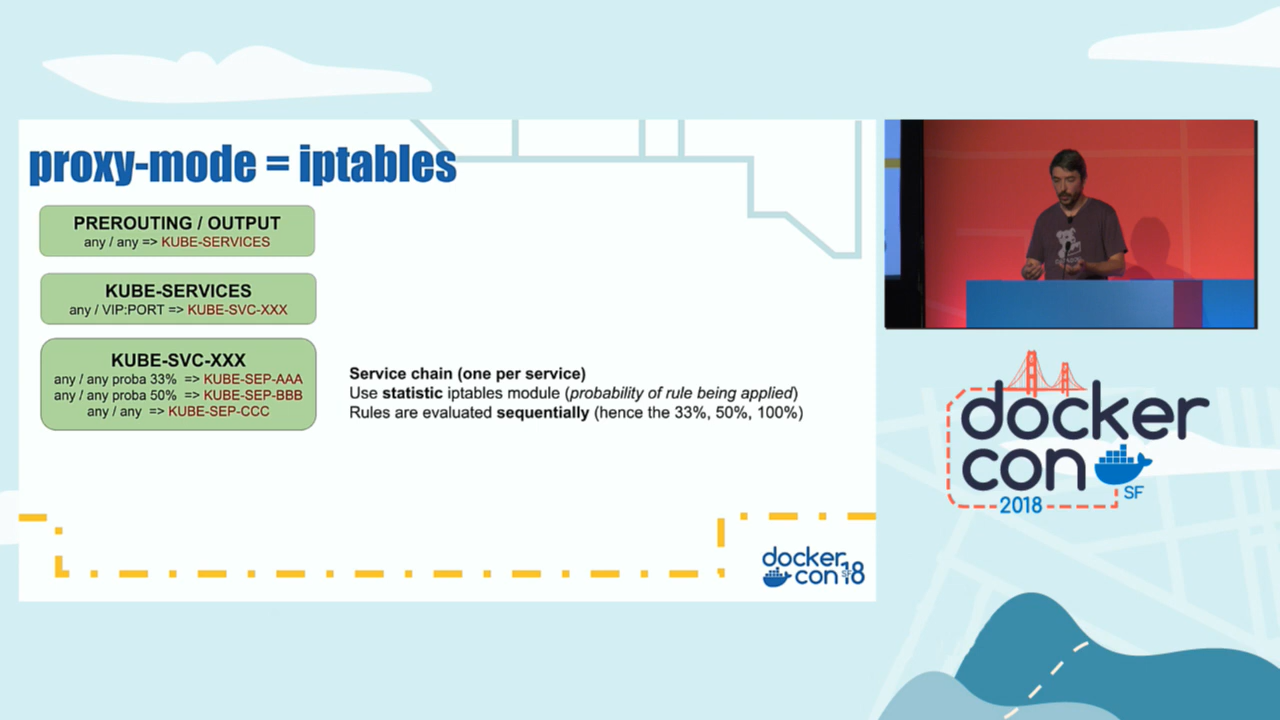 proxy-mode = iptables
PREROUTING / OUTPUT
any / any => KUBE-SERVICES
KUBE-SERVICES
any / VIP:PORT => KUBE-SVC-XXX
KUBE-SVC-XXX
any / any proba 33% => KUBE-SEP-AAA
any / any proba 50% => KUBE-SEP-BBB
any / any => KUBE-SEP-CCC
Service chain (one per service)
Use statistic iptables module (probability of rule being applied)
Rules are evaluated sequentially (hence the 33%, 50%, 100%)
docker
con 18
SF
docker
con
SF
2018